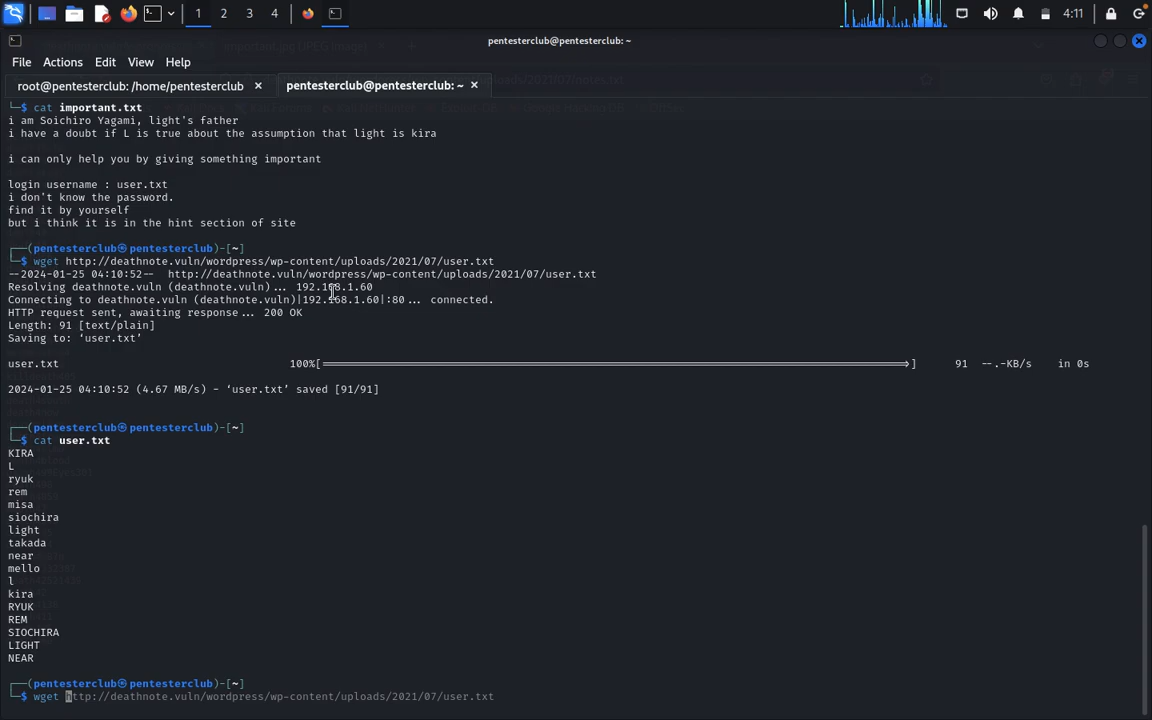 1 2 3 4 4:11
pentesterclub@pentesterclub: ~
File Actions Edit View Help
root@pentesterclub: /home/pentesterclub × pentesterclub@pentesterclub: ~ ×
└─$ cat important.txt
i am Soichiro Yagami, light's father
i have a doubt if L is true about the assumption that light is kira
i can only help you by giving something important
login username : user.txt
i don't know the password.
find it by yourself
but i think it is in the hint section of site
┌──(pentesterclub㉿pentesterclub)-[~]
└─$ wget http://deathnote.vuln/wordpress/wp-content/uploads/2021/07/user.txt
--2024-01-25 04:10:52--  http://deathnote.vuln/wordpress/wp-content/uploads/2021/07/user.txt
Resolving deathnote.vuln (deathnote.vuln)... 192.168.1.60
Connecting to deathnote.vuln (deathnote.vuln)|192.168.1.60|:80... connected.
HTTP request sent, awaiting response... 200 OK
Length: 91 [text/plain]
Saving to: ‘user.txt’
user.txt 100%[===================================>] 91 --.-KB/s in 0s
2024-01-25 04:10:52 (4.67 MB/s) - ‘user.txt’ saved [91/91]
┌──(pentesterclub㉿pentesterclub)-[~]
└─$ cat user.txt
KIRA
L
ryuk
rem
misa
siochira
light
takada
near
mello
l
kira
RYUK
REM
SIOCHIRA
LIGHT
NEAR
┌──(pentesterclub㉿pentesterclub)-[~]
└─$ wget http://deathnote.vuln/wordpress/wp-content/uploads/2021/07/user.txt